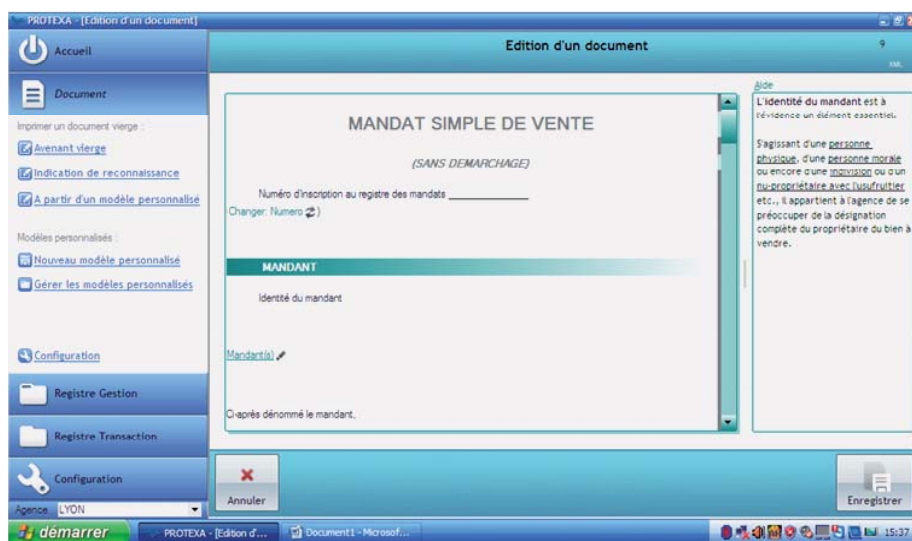 PROTEXA - [Edition d'un document]
Accueil
Document
Imprimer un document vierge :
Avenant vierge
Indication de reconnaissance
A partir d'un modèle personnalisé
Modèles personnalisés :
Nouveau modèle personnalisé
Gérer les modèles personnalisés
Configuration
Registre Gestion
Registre Transaction
Configuration
Agence LYON
Edition d'un document
9
MANDAT SIMPLE DE VENTE
(SANS DEMARCHAGE)
Numéro d'inscription au registre des mandats
Changer: Numero )
MANDANT
Identité du mandant
Mandant(s)
Ci-après dénommé le mandant.
Aide
L'identité du mandant est à
l'évidence un élément essentiel.
S'agissant d'une personne
physique, d'une personne morale
ou encore d'une indivision ou d'un
nu-propriétaire avec l'usufruitier
etc., il appartient à l'agence de se
préoccuper de la désignation
complète du propriétaire du bien à
vendre.
Annuler
Enregistrer
démarrer
PROTEXA - [Edition d'...
Document1 - Microsof...
15:37